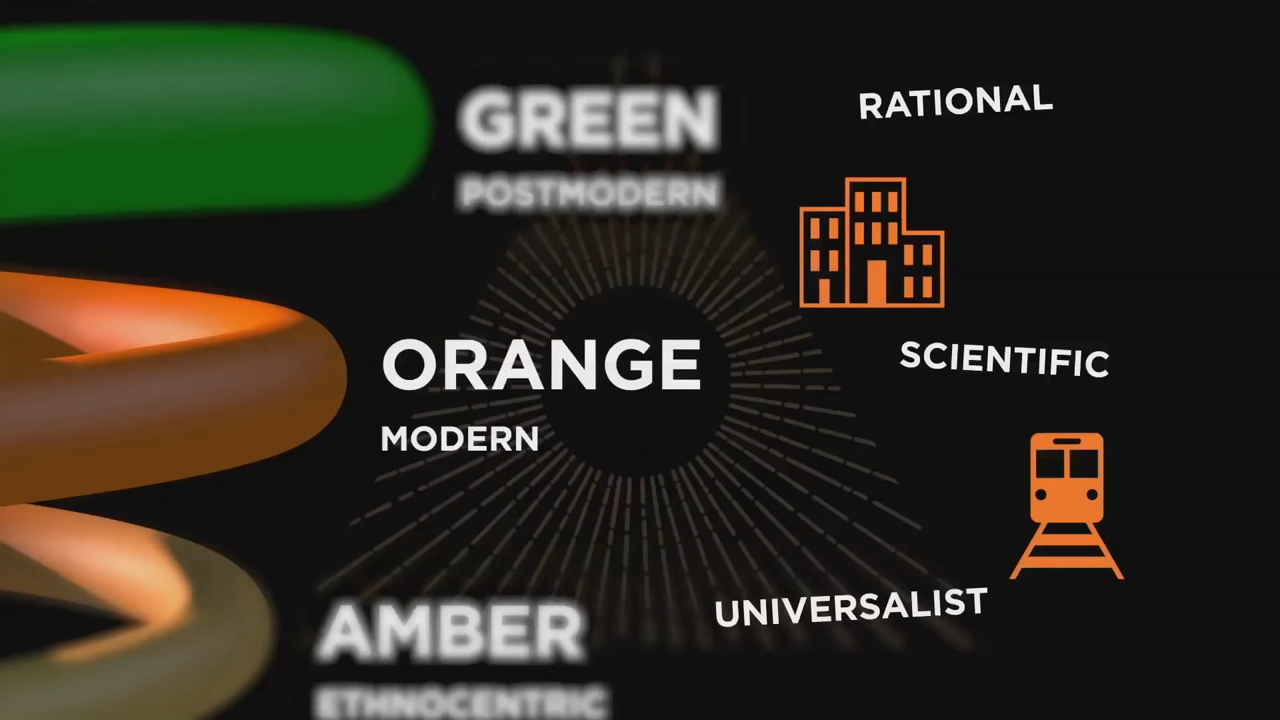 GREEN
POSTMODERN
ORANGE
MODERN
AMBER
ETHNOCENTRIC
RATIONAL
SCIENTIFIC
UNIVERSALIST